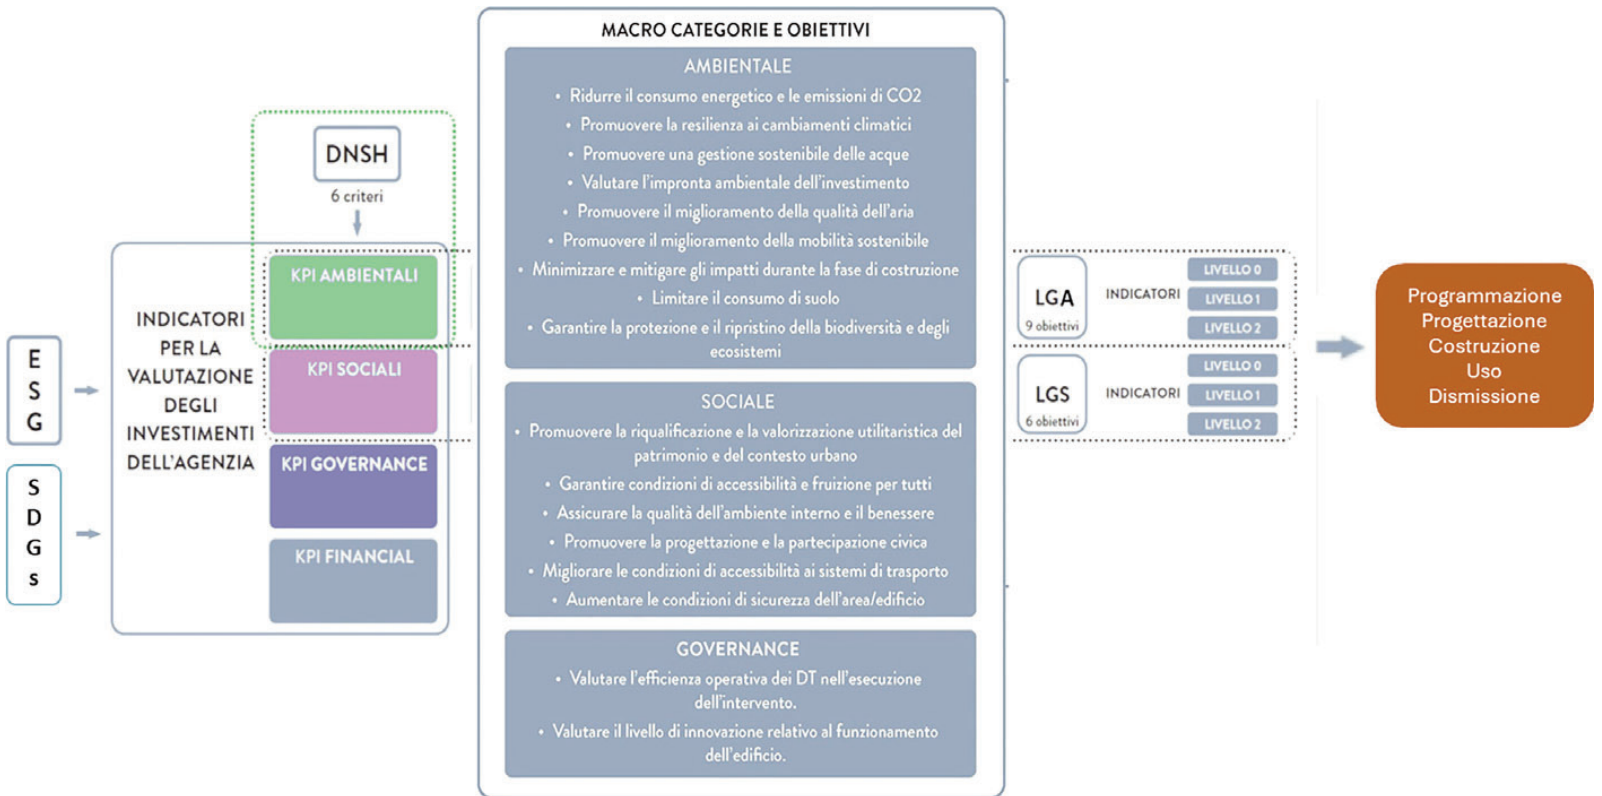 E
S
G
S
D
G
s
DNSH
6 criteri
INDICATORI
PER LA
VALUTAZIONE
DEGLI
INVESTIMENTI
DELL'AGENZIA
KPI AMBIENTALI
KPI SOCIALI
KPI GOVERNANCE
KPI FINANCIAL
MACRO CATEGORIE E OBIETTIVI
AMBIENTALE
• Ridurre il consumo energetico e le emissioni di CO2
• Promuovere la resilienza ai cambiamenti climatici
• Promuovere una gestione sostenibile delle acque
• Valutare l'impronta ambientale dell'investimento
• Promuovere il miglioramento della qualità dell'aria
• Promuovere il miglioramento della mobilità sostenibile
• Minimizzare e mitigare gli impatti durante la fase di costruzione
• Limitare il consumo di suolo
• Garantire la protezione e il ripristino della biodiversità e degli
ecosistemi
SOCIALE
• Promuovere la riqualificazione e la valorizzazione utilitaristica del
patrimonio e del contesto urbano
• Garantire condizioni di accessibilità e fruizione per tutti
• Assicurare la qualità dell'ambiente interno e il benessere
• Promuovere la progettazione e la partecipazione civica
• Migliorare le condizioni di accessibilità ai sistemi di trasporto
• Aumentare le condizioni di sicurezza dell'area/edificio
GOVERNANCE
• Valutare l'efficienza operativa dei DT nell'esecuzione
dell'intervento.
• Valutare il livello di innovazione relativo al funzionamento
dell'edificio.
LGA
9 obiettivi
INDICATORI
LIVELLO 0
LIVELLO 1
LIVELLO 2
LGS
6 obiettivi
INDICATORI
LIVELLO 0
LIVELLO 1
LIVELLO 2
Programmazione
Progettazione
Costruzione
Uso
Dismissione